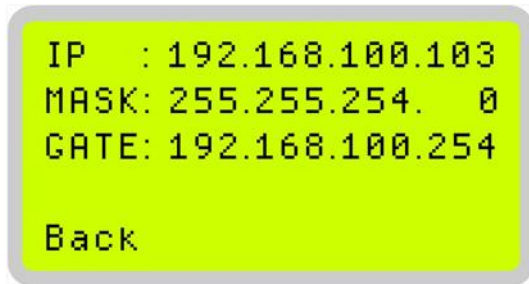 IP  : 192.168.100.103
MASK: 255.255.254.  0
GATE: 192.168.100.254
Back